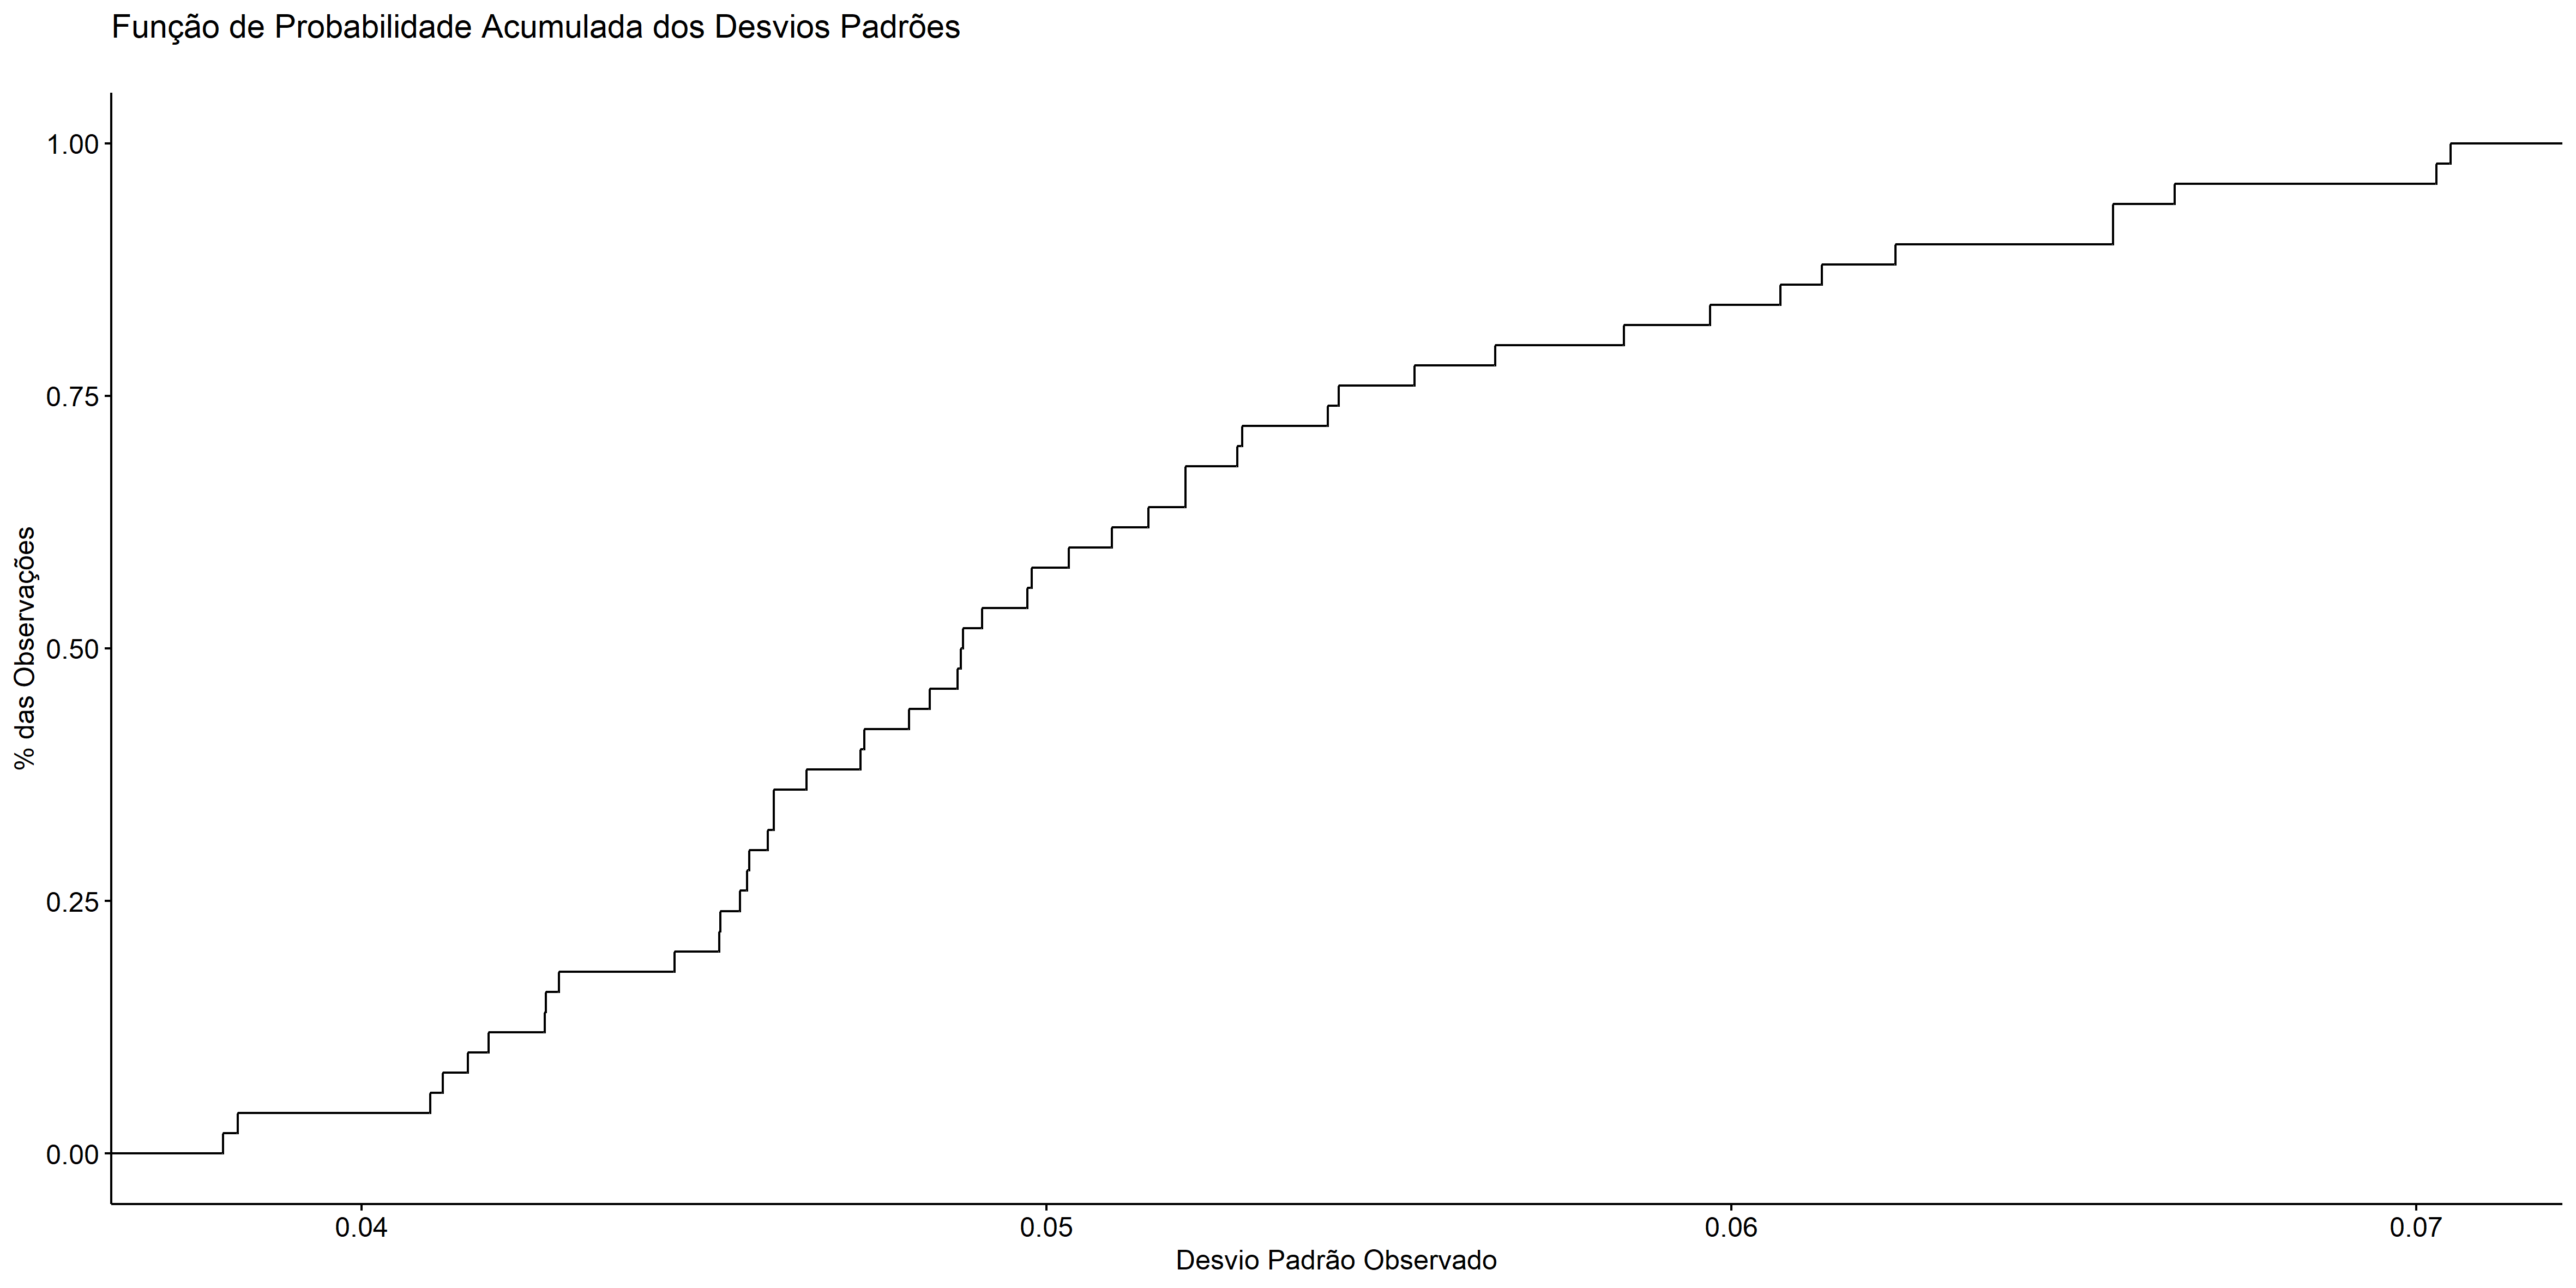 Função de Probabilidade Acumulada dos Desvios Padrões
1.00
0.75
0.50
0.25
0.00
% das Observações
0.04 0.05 0.06 0.07
Desvio Padrão Observado